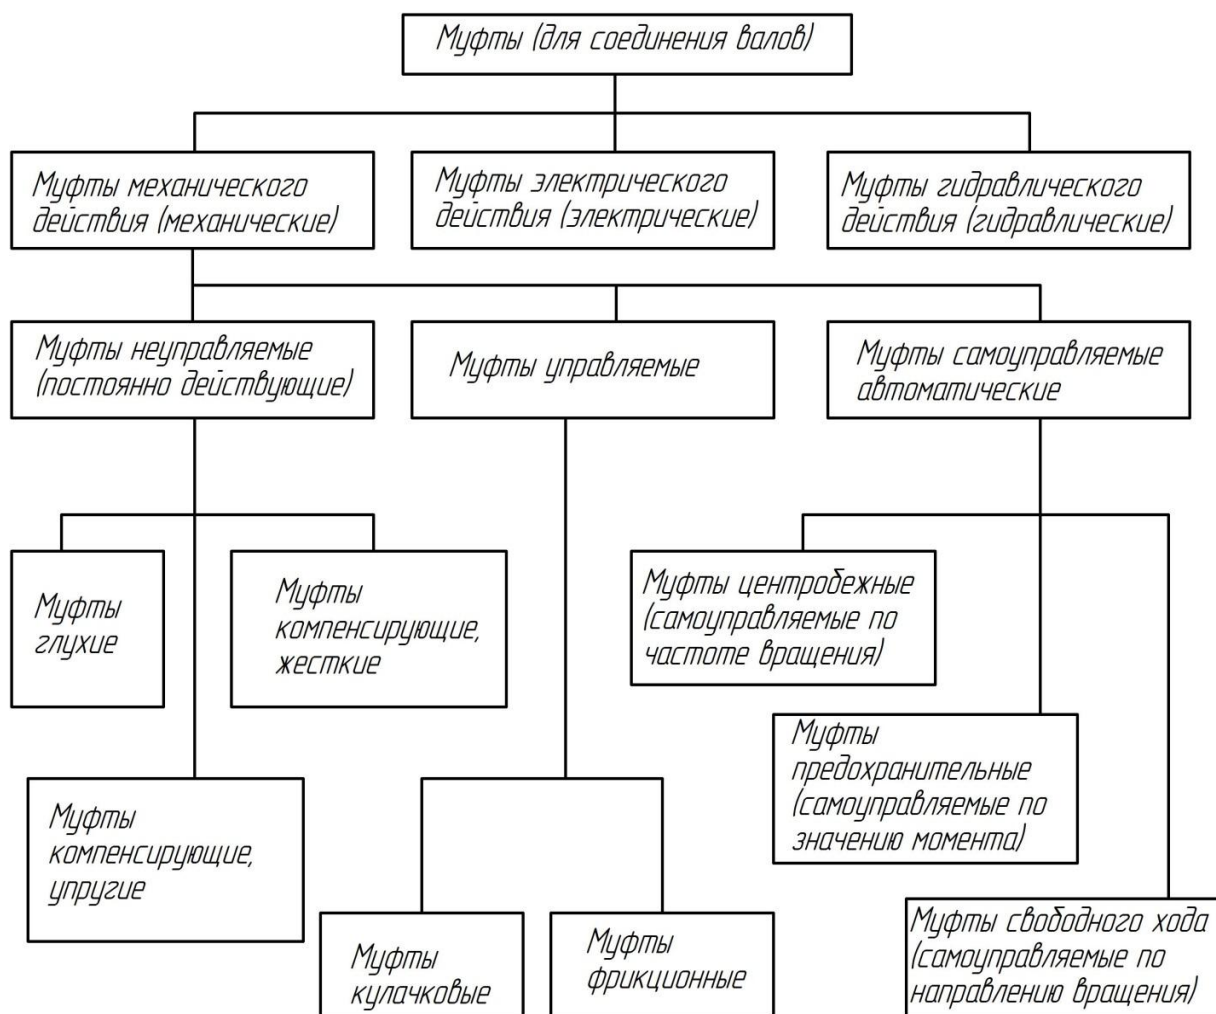 Муфты (для соединения валов)
Муфты механического
действия (механические)
Муфты электрического
действия (электрические)
Муфты гидравлического
действия (гидравлические)
Муфты неуправляемые
(постоянно действующие)
Муфты управляемые
Муфты самоуправляемые
автоматические
Муфты
глухие
Муфты
компенсирующие,
жесткие
Муфты центробежные
(самоуправляемые по
частоте вращения)
Муфты
предохранительные
(самоуправляемые по
значению момента)
Муфты
компенсирующие,
упругие
Муфты
кулачковые
Муфты
фрикционные
Муфты свободного хода
(самоуправляемые по
направлению вращения)